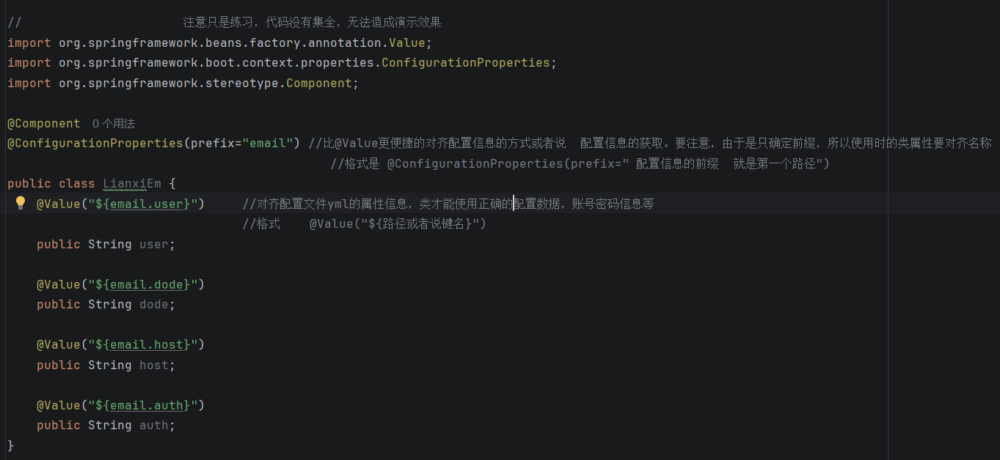 // 注意只是练习，代码没有集全，无法造成演示效果
import org.springframework.beans.factory.annotation.Value;
import org.springframework.boot.context.properties.ConfigurationProperties;
import org.springframework.stereotype.Component;
@Component 0 个用法
@ConfigurationProperties(prefix="email") //比@Value更便捷的对齐配置信息的方式或者说 配置信息的获取。要注意，由于是只确定前缀，所以使用时的类属性要对齐名称
//格式是 @ConfigurationProperties(prefix=" 配置信息的前缀 就是第一个路径")
public class LianxiEm {
@Value("${email.user}") //对齐配置文件yml的属性信息，类才能使用正确的配置数据，账号密码信息等
//格式 @Value("${路径或者说键名}")
public String user;
@Value("${email.dode}")
public String dode;
@Value("${email.host}")
public String host;
@Value("${email.auth}")
public String auth;
}